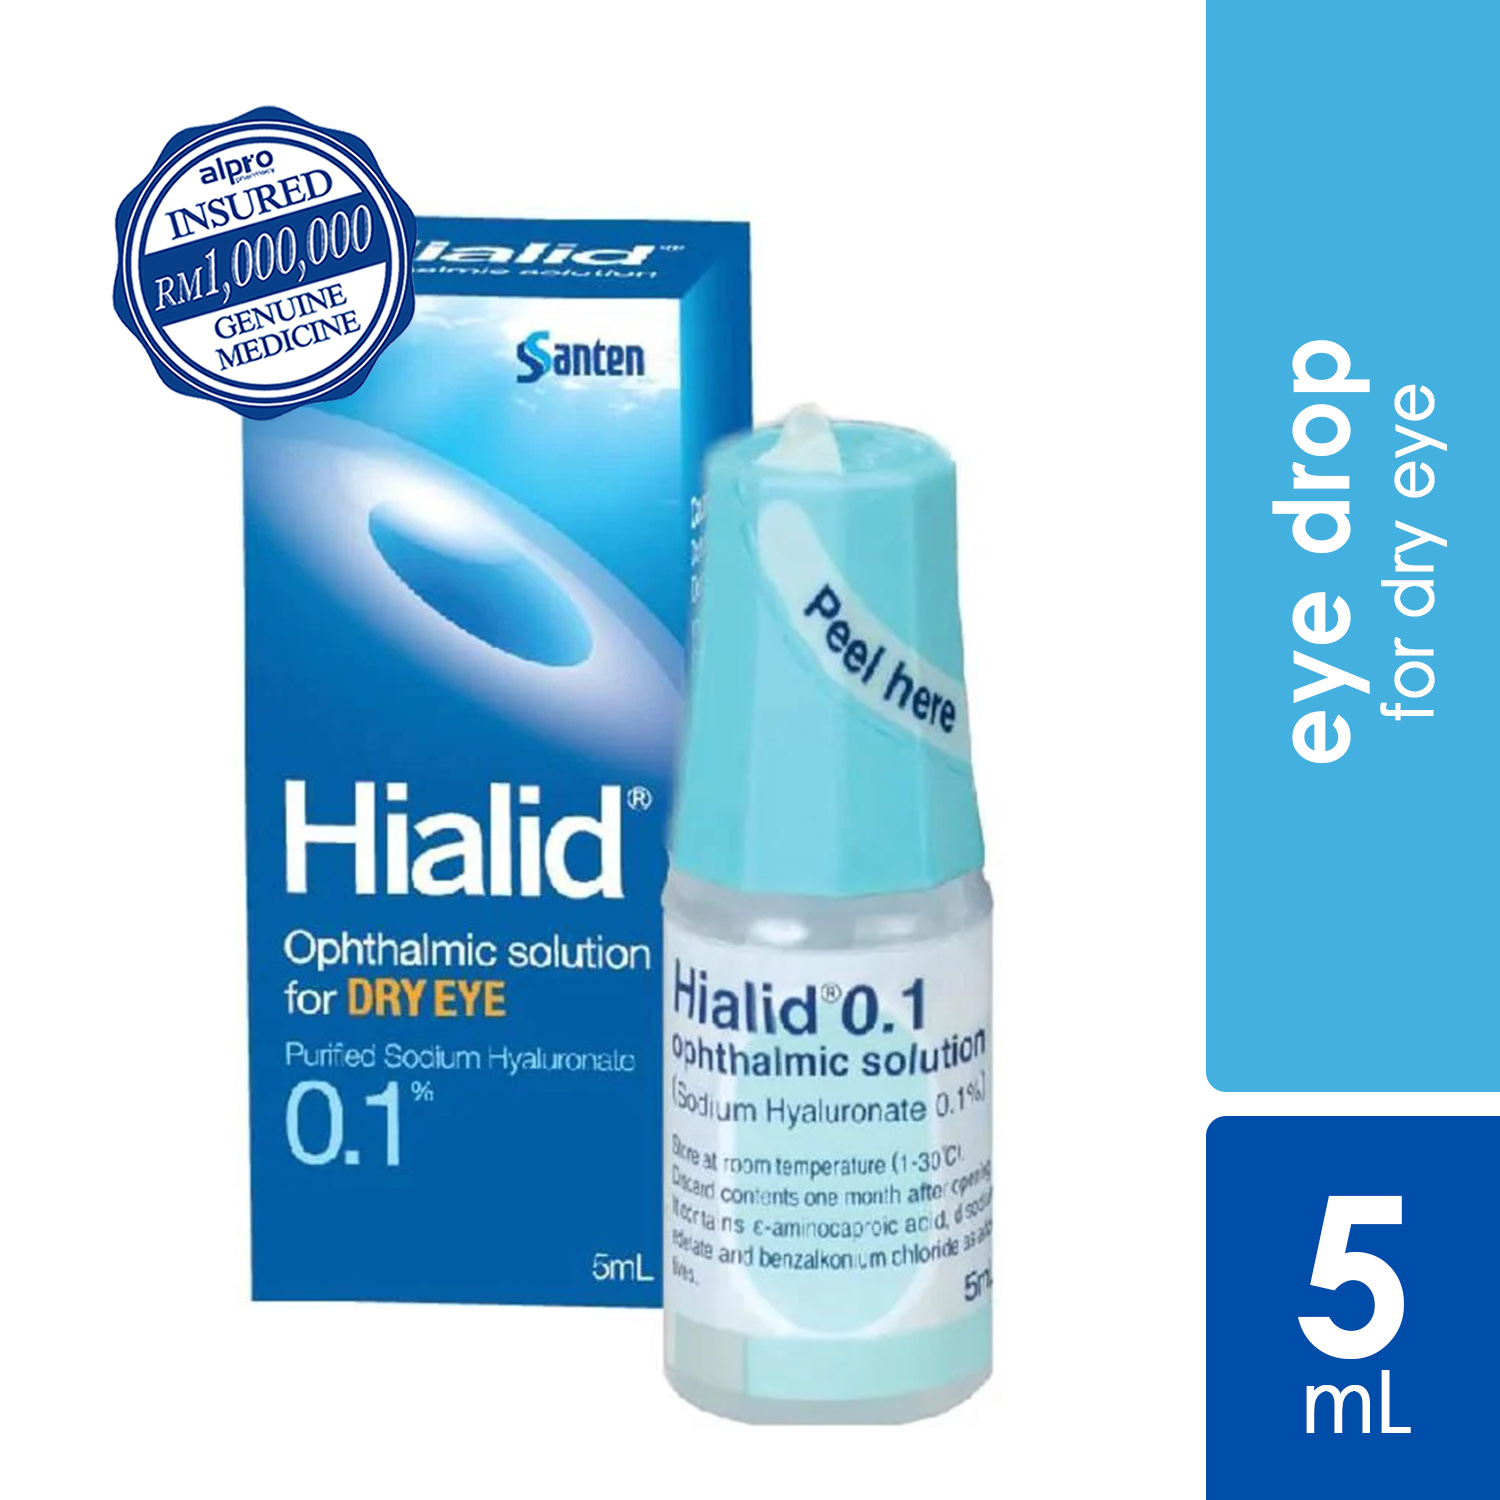 alpro
pharmacy
INSURED
RM1,000,000
GENUINE
MEDICINE
Santen
Hialid®
Ophthalmic solution
for DRY EYE
Purified Sodium Hyaluronate
0.1%
5mL
Peel here
Hialid®0.1
ophthalmic solution
(Sodium Hyaluronate 0.1%)
Store at room temperature (1-30°C).
Discard contents one month after opening
It contains ε-aminocaproic acid, disodium
edetate and benzalkonium chloride as
eye drop
for dry eye
5
mL